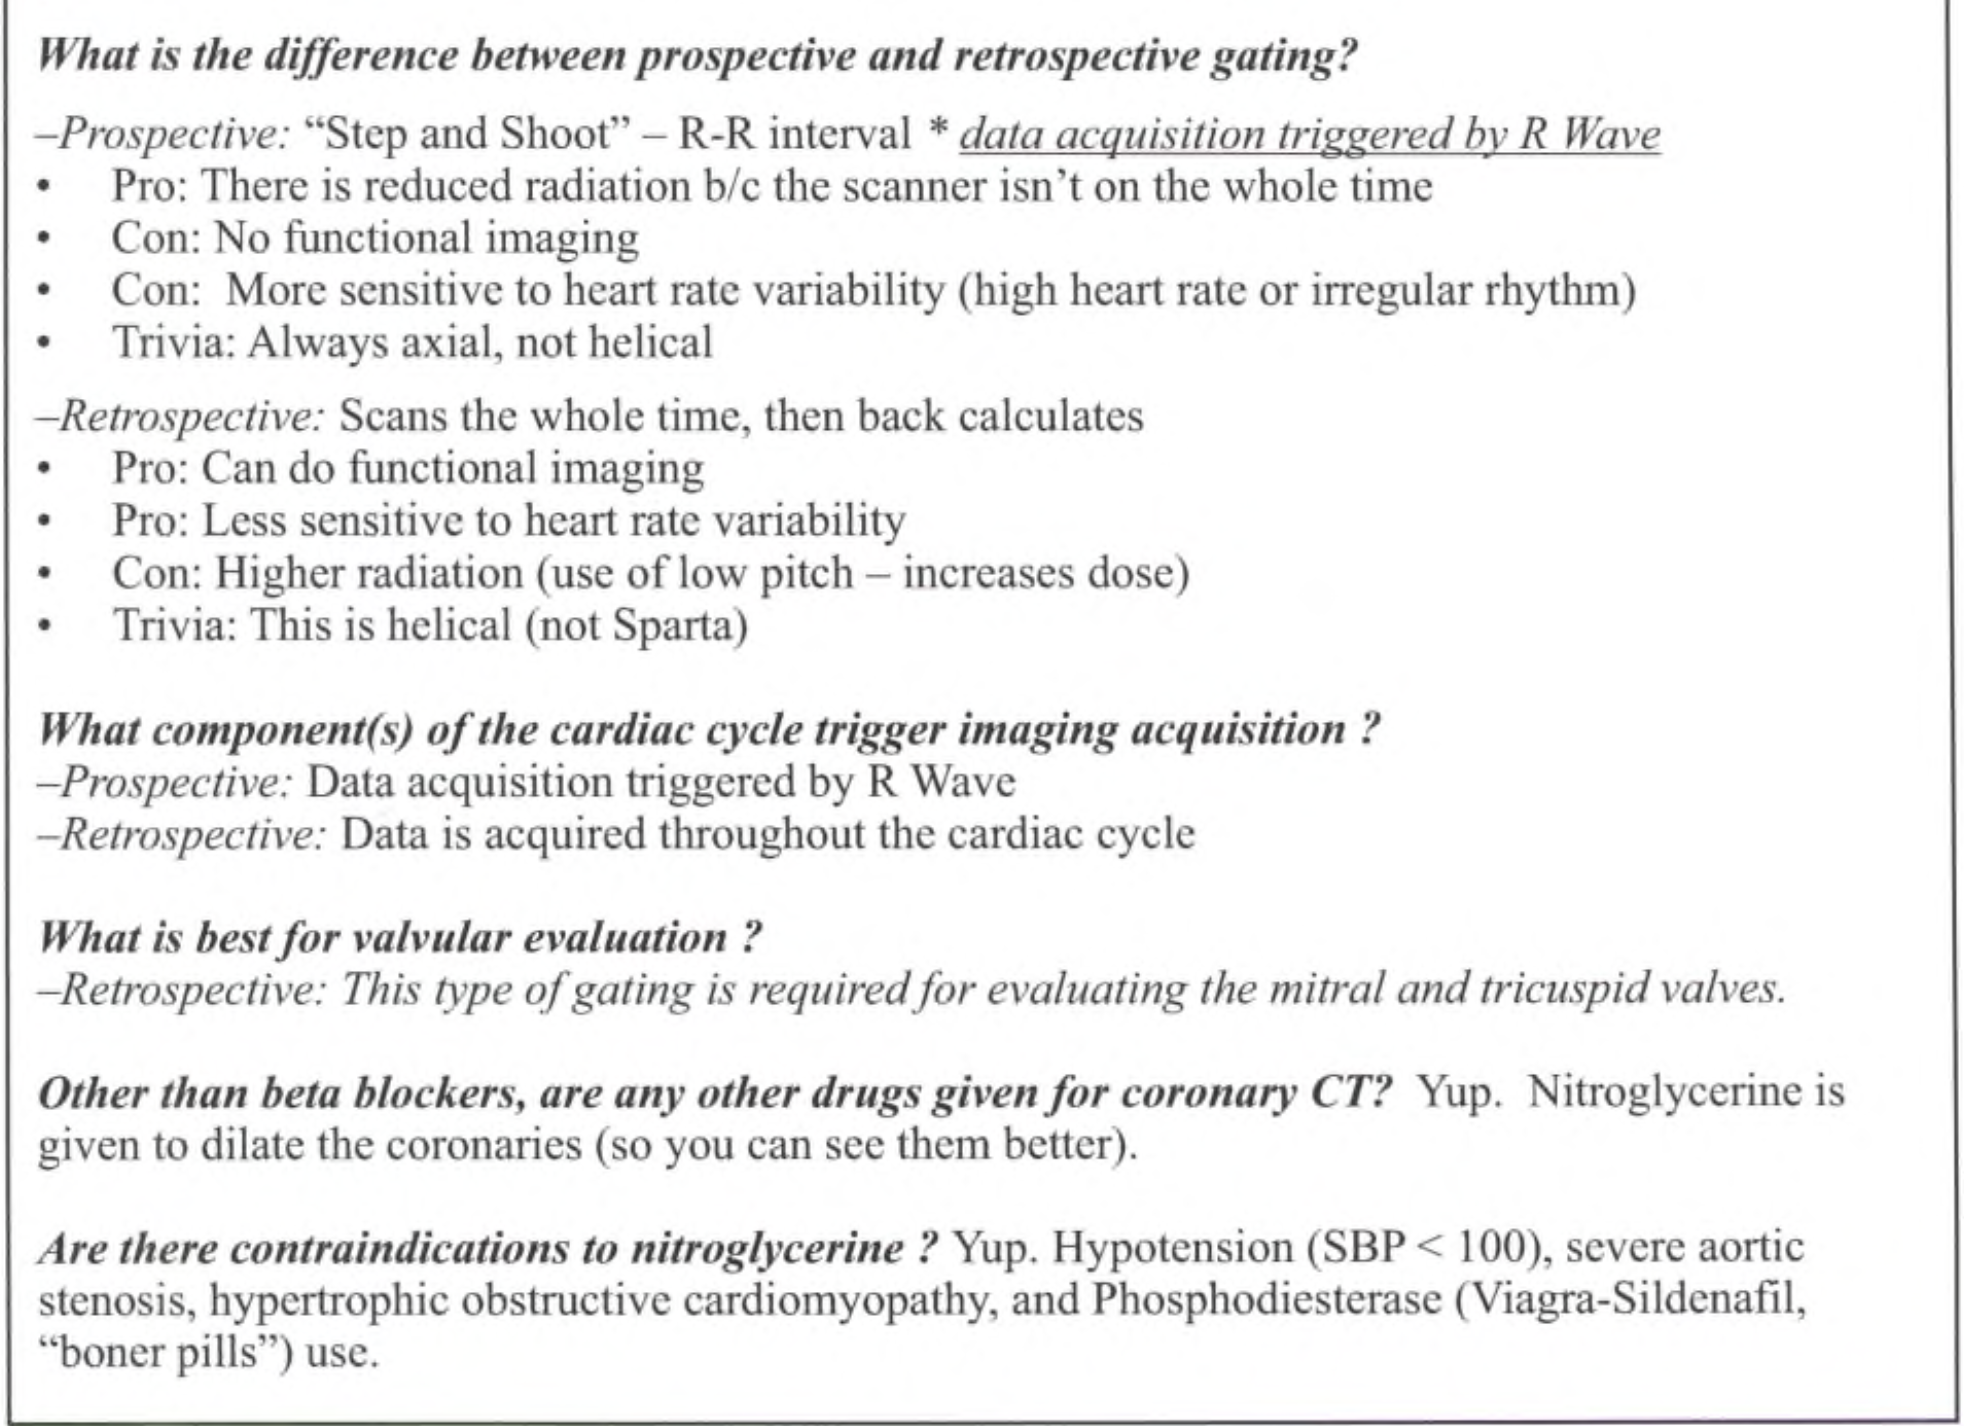 What is the difference between prospective and retrospective gating?
–Prospective: “Step and Shoot” – R-R interval * data acquisition triggered by R Wave
• Pro: There is reduced radiation b/c the scanner isn’t on the whole time
• Con: No functional imaging
• Con: More sensitive to heart rate variability (high heart rate or irregular rhythm)
• Trivia: Always axial, not helical
–Retrospective: Scans the whole time, then back calculates
• Pro: Can do functional imaging
• Pro: Less sensitive to heart rate variability
• Con: Higher radiation (use of low pitch – increases dose)
• Trivia: This is helical (not Sparta)
What component(s) of the cardiac cycle trigger imaging acquisition ?
–Prospective: Data acquisition triggered by R Wave
–Retrospective: Data is acquired throughout the cardiac cycle
What is best for valvular evaluation ?
–Retrospective: This type of gating is required for evaluating the mitral and tricuspid valves.
Other than beta blockers, are any other drugs given for coronary CT? Yup. Nitroglycerine is
given to dilate the coronaries (so you can see them better).
Are there contraindications to nitroglycerine ? Yup. Hypotension (SBP < 100), severe aortic
stenosis, hypertrophic obstructive cardiomyopathy, and Phosphodiesterase (Viagra-Sildenafil,
“boner pills”) use.